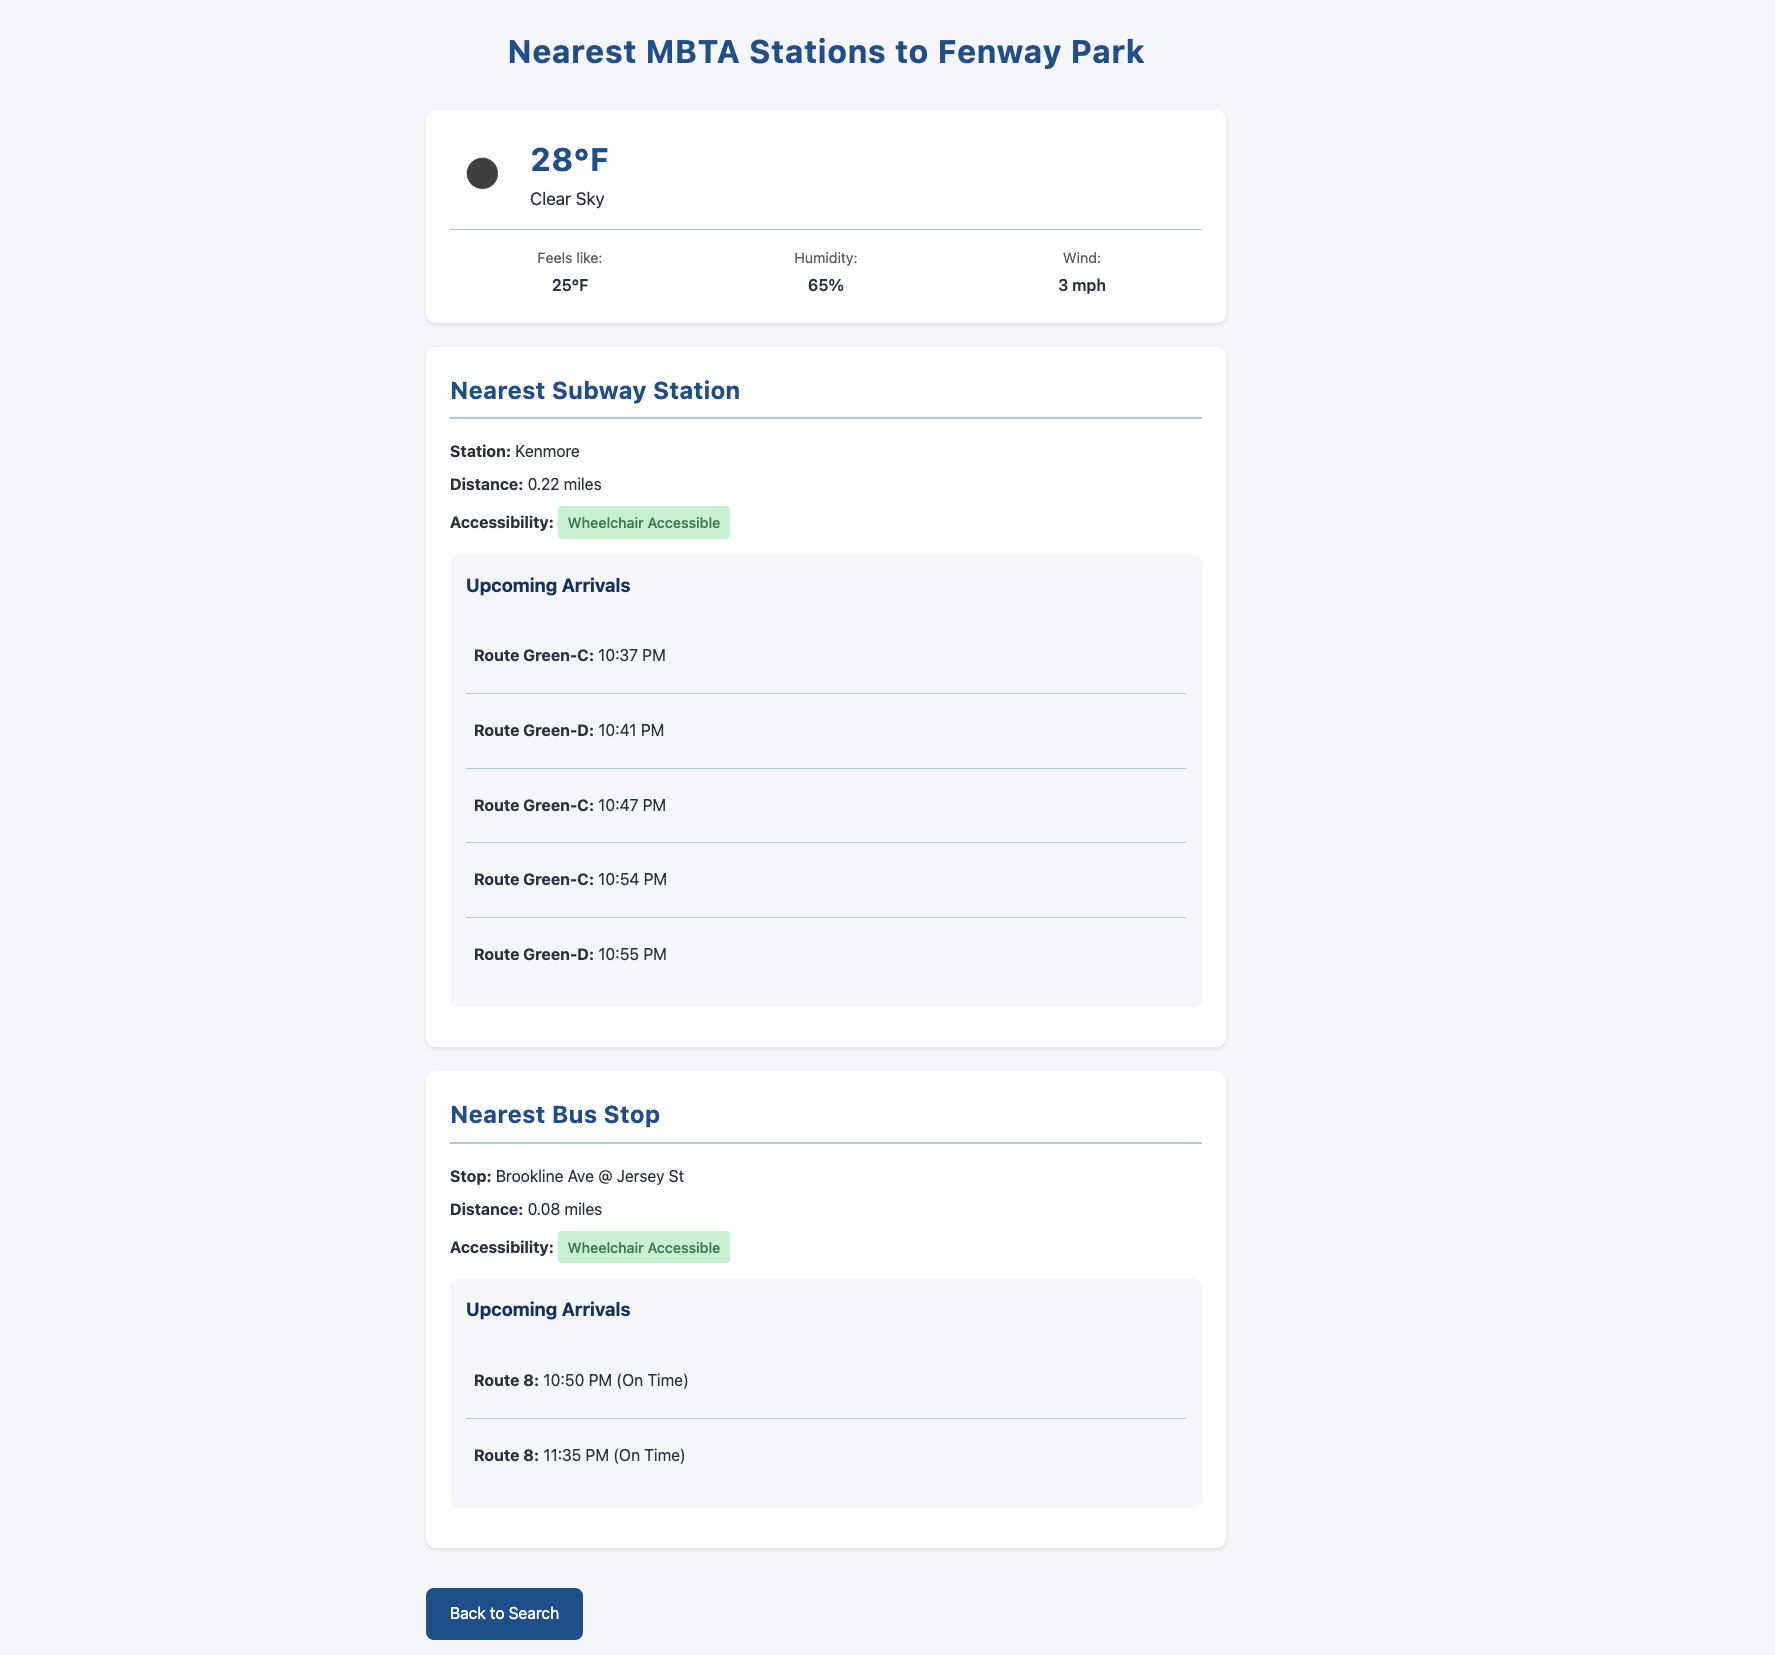 Nearest MBTA Stations to Fenway Park
28°F
Clear Sky
Feels like:
25°F
Humidity:
65%
Wind:
3 mph
Nearest Subway Station
Station: Kenmore
Distance: 0.22 miles
Accessibility: Wheelchair Accessible
Upcoming Arrivals
Route Green-C: 10:37 PM
Route Green-D: 10:41 PM
Route Green-C: 10:47 PM
Route Green-C: 10:54 PM
Route Green-D: 10:55 PM
Nearest Bus Stop
Stop: Brookline Ave @ Jersey St
Distance: 0.08 miles
Accessibility: Wheelchair Accessible
Upcoming Arrivals
Route 8: 10:50 PM (On Time)
Route 8: 11:35 PM (On Time)
Back to Search